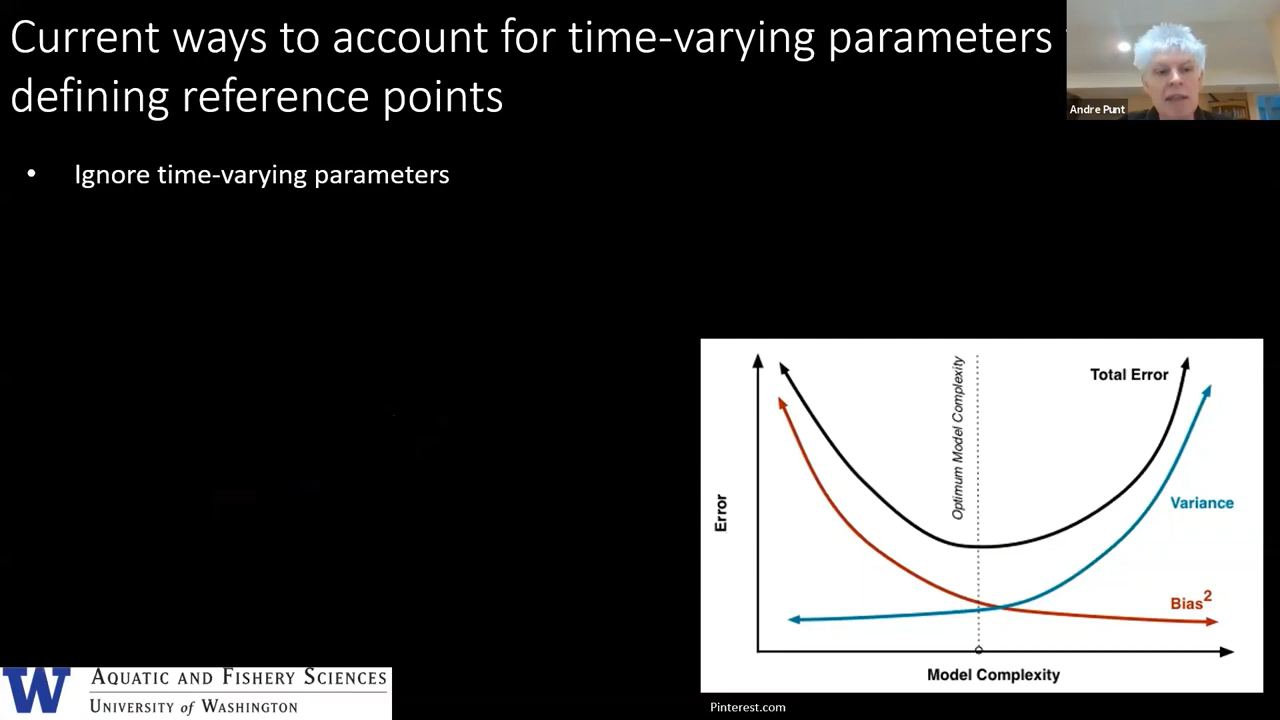 Current ways to account for time-varying parameters
defining reference points
Andre Punt
• Ignore time-varying parameters
Optimum Model Complexity
Total Error
Error
Variance
Bias²
Model Complexity
W
AQUATIC AND FISHERY SCIENCES
UNIVERSITY OF WASHINGTON
Pinterest.com